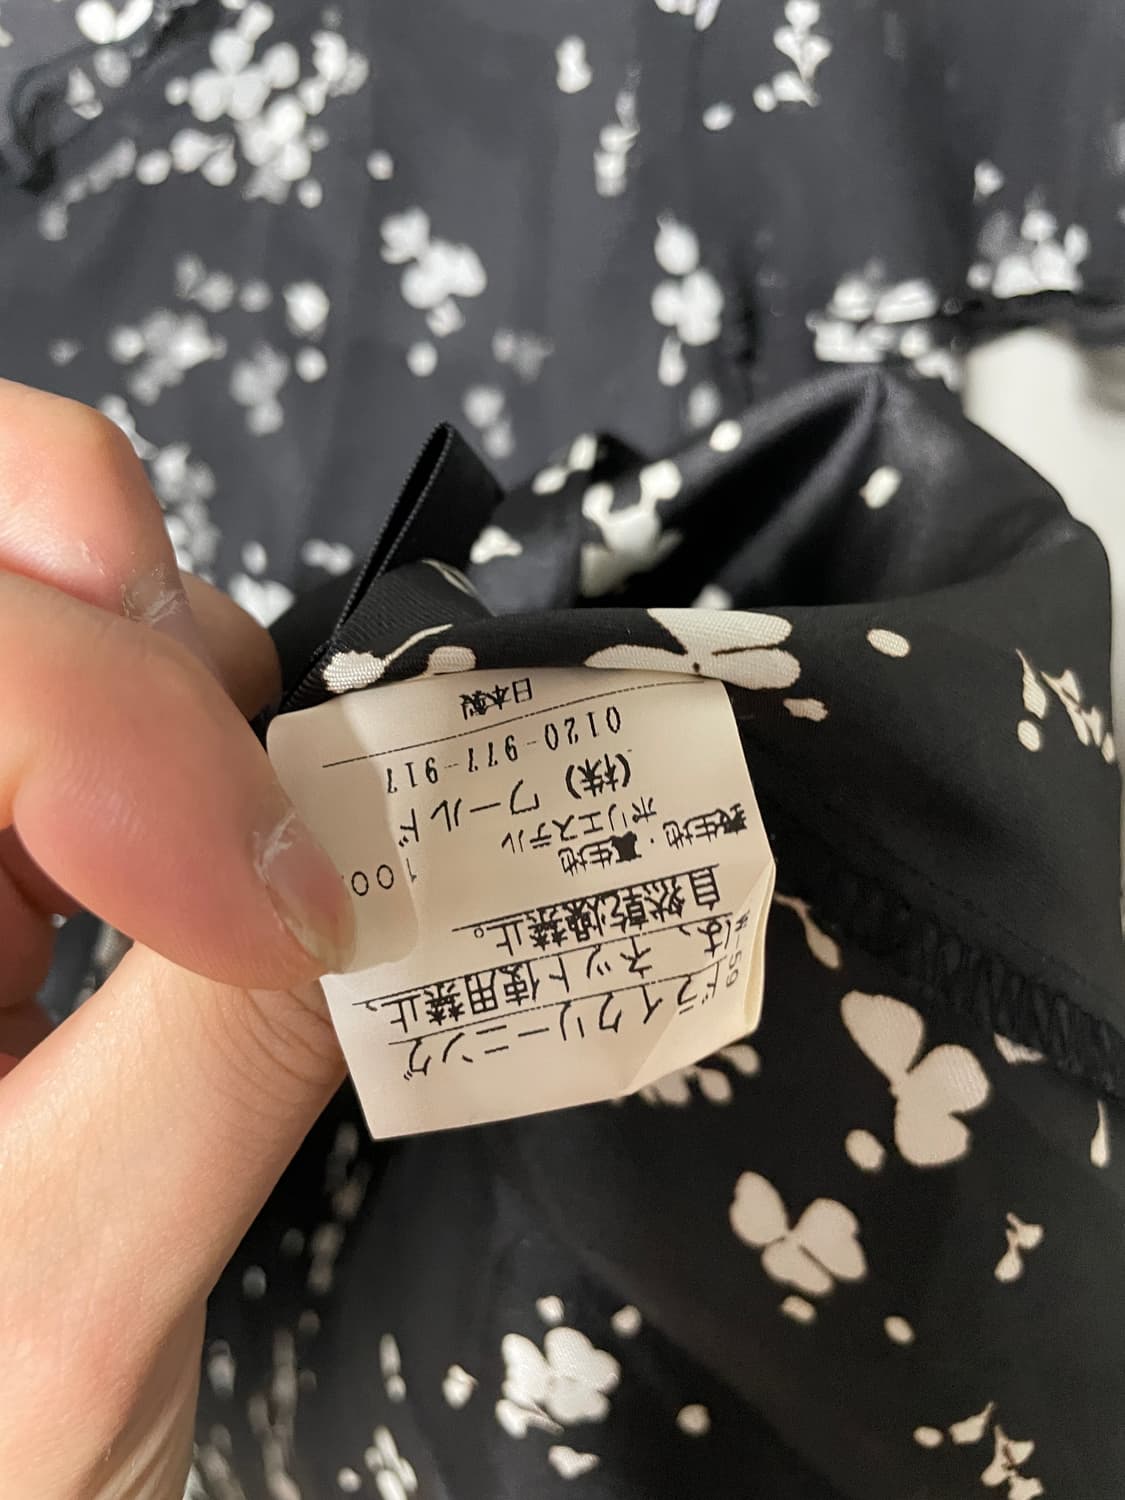 ドライクリーニング
は、ネット使用禁止、
自然乾燥禁止。
表生地・裏生地
ポリエステル 100
(株) ワールド
0120-977-917
日本製